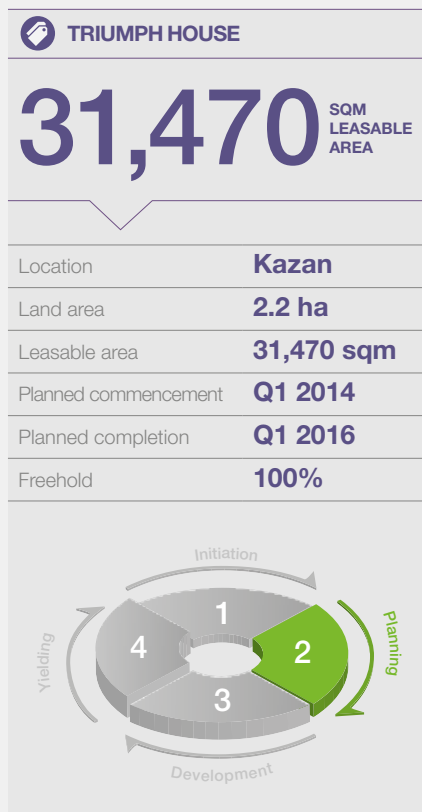 TRIUMPH HOUSE
31,470
SQM
LEASABLE
AREA
Location Kazan
Land area 2.2 ha
Leasable area 31,470 sqm
Planned commencement Q1 2014
Planned completion Q1 2016
Freehold 100%
Initiation
1
Planning
2
3
Development
4
Yielding